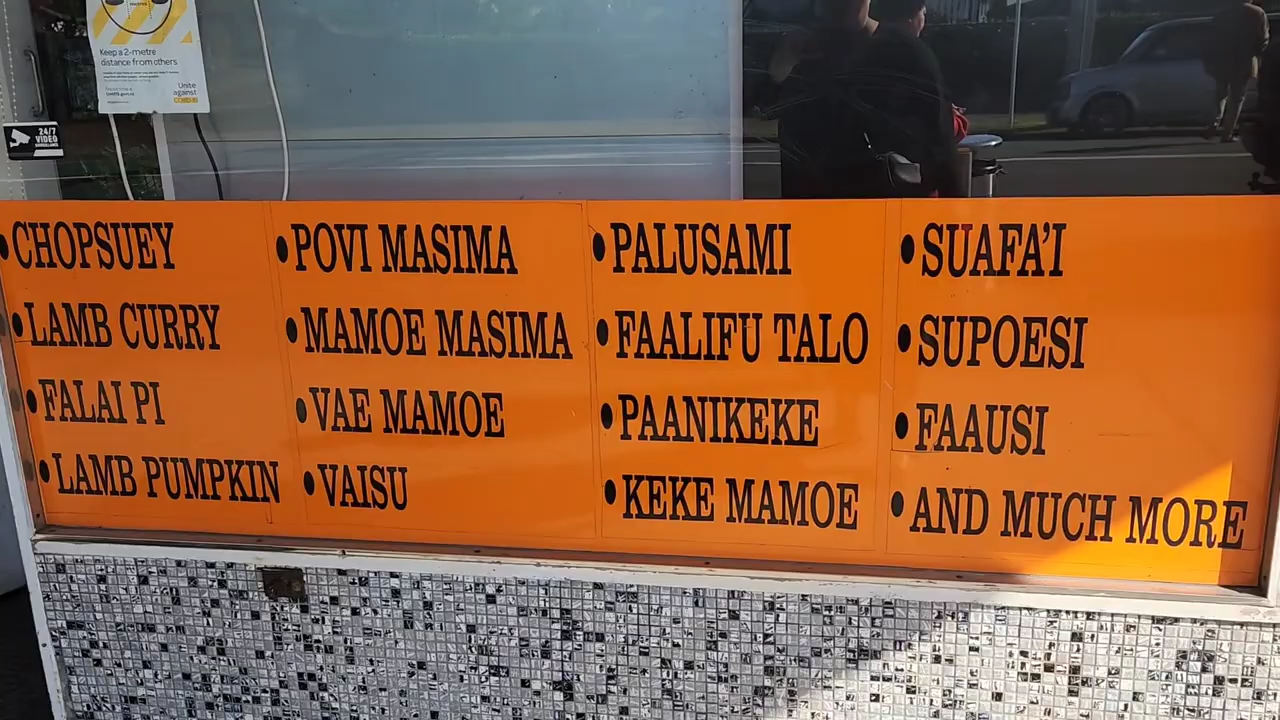 Keep a 2-metre
distance from others
Unite
against
COVID-19
24/7
VIDEO
SURVEILLANCE
CHOPSUEY
LAMB CURRY
FALAI PI
LAMB PUMPKIN
POVI MASIMA
MAMOE MASIMA
VAE MAMOE
VAISU
PALUSAMI
FAALIFU TALO
PAANIKEKE
KEKE MAMOE
SUAFA'I
SUPOESI
FAAUSI
AND MUCH MORE